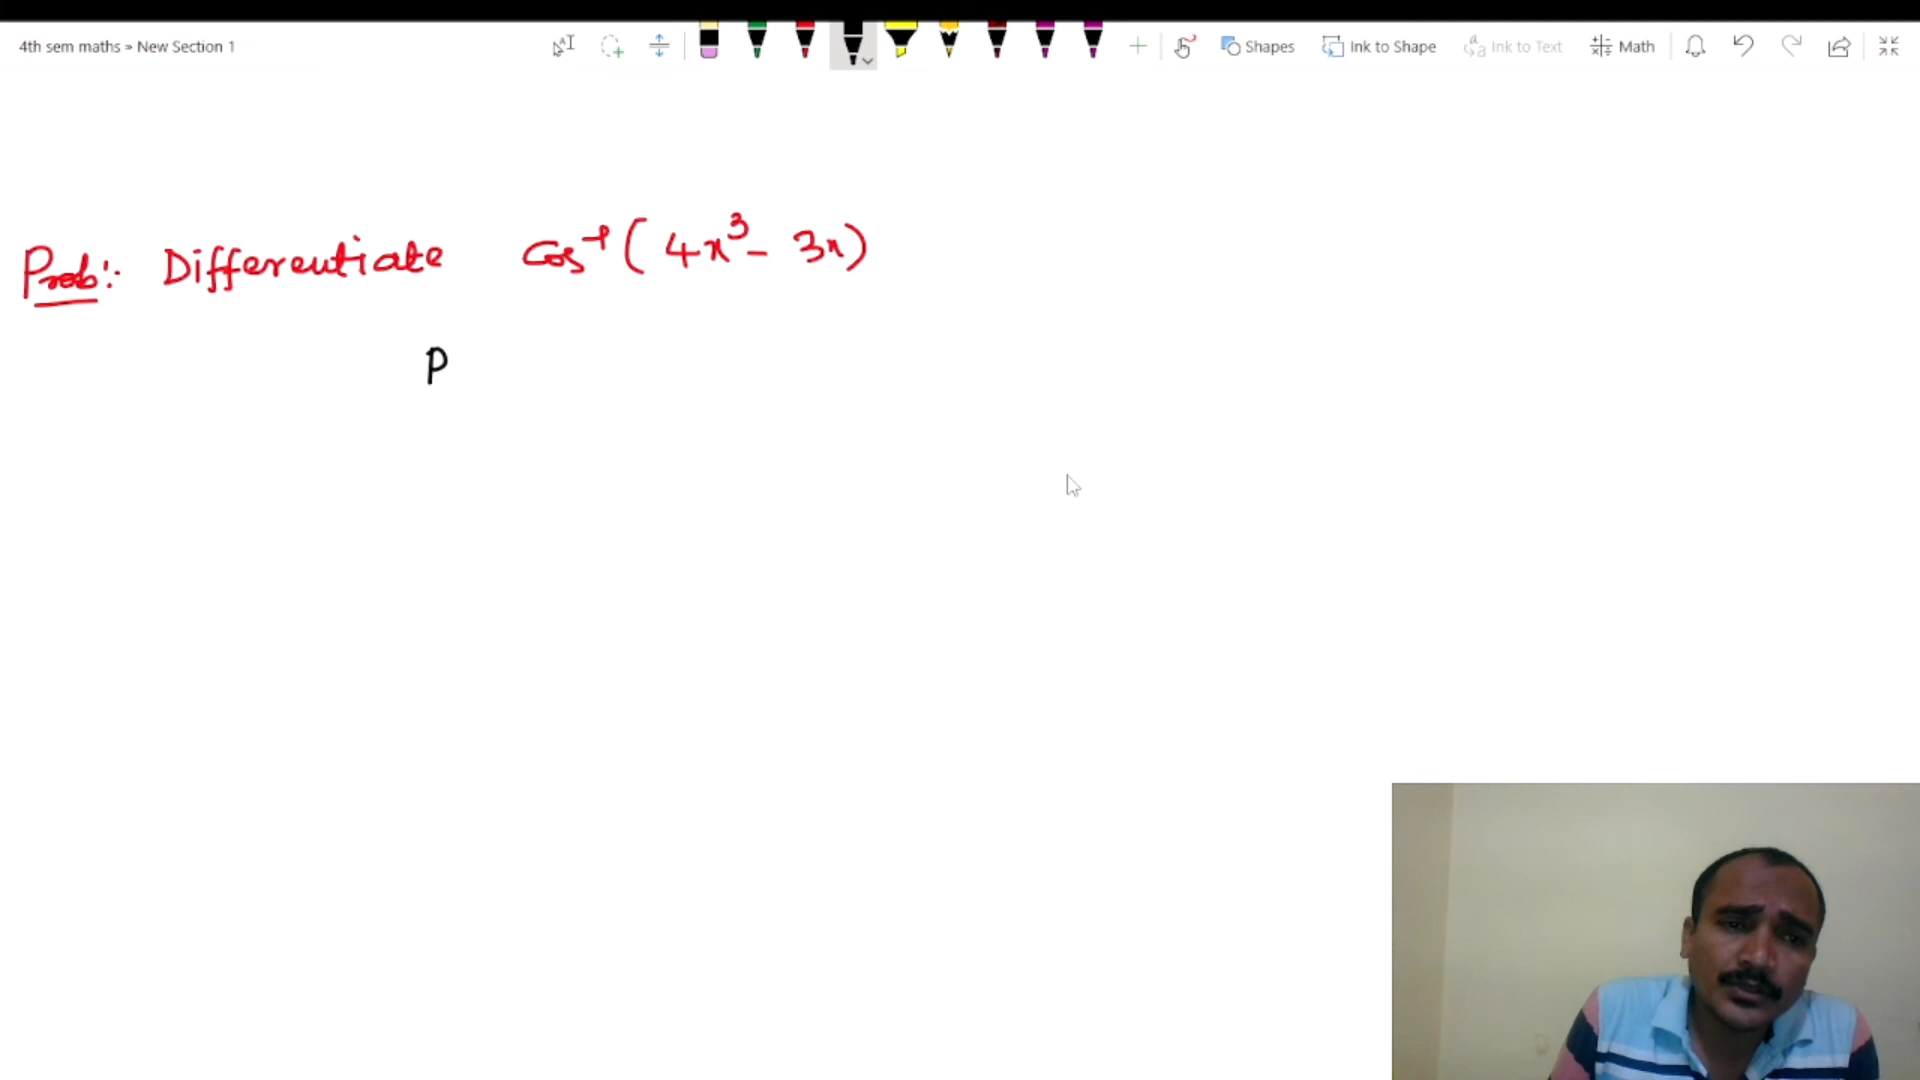 4th sem maths » New Section 1
Shapes Ink to Shape Ink to Text Math
Prob:- Differentiate Cos⁻¹(4x³ - 3x)
P